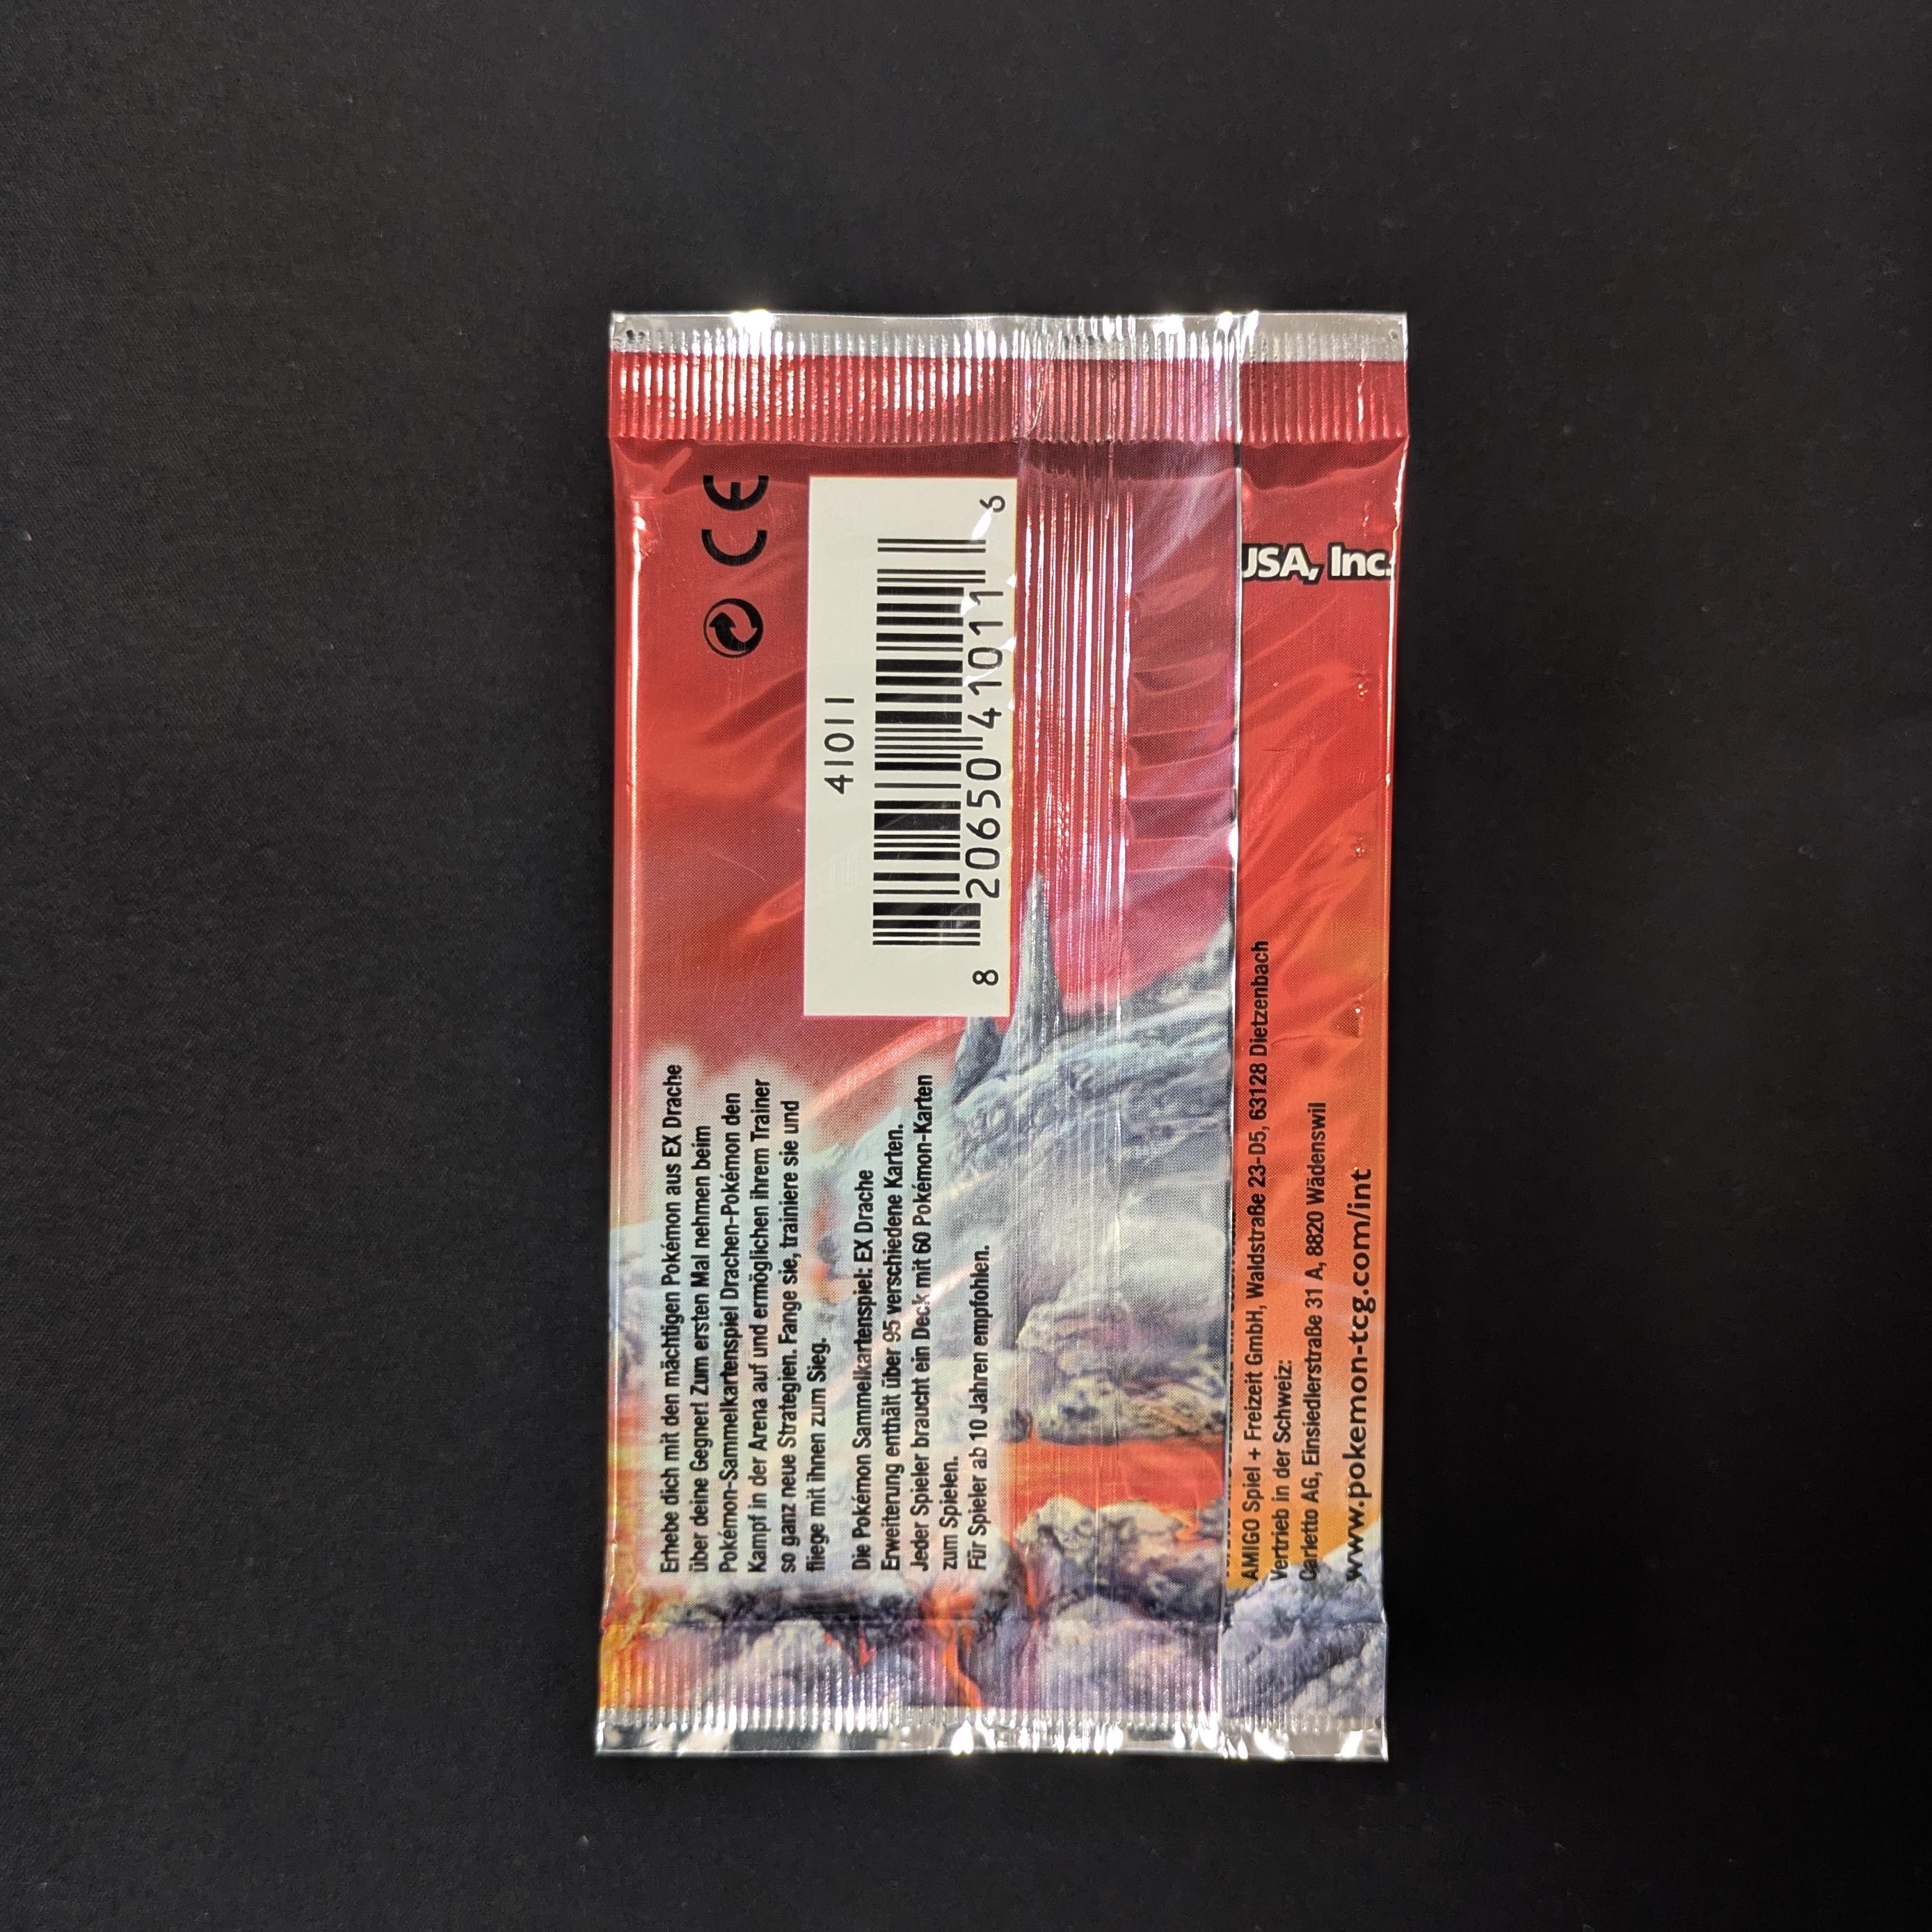 Erhebe dich mit den mächtigen Pokémon aus EX Drache
über deine Gegner! Zum ersten Mal nehmen beim
Pokémon-Sammelkartenspiel Drachen-Pokémon den
Kampf in der Arena auf und ermöglichen ihrem Trainer
so ganz neue Strategien. Fange sie, trainiere sie und
fliege mit ihnen zum Sieg.
Die Pokémon Sammelkartenspiel: EX Drache
Erweiterung enthält über 95 verschiedene Karten.
Jeder Spieler braucht ein Deck mit 60 Pokémon-Karten
zum Spielen.
Für Spieler ab 10 Jahren empfohlen.
CE
41011
8 20650 41011 6
USA, Inc.
AMIGO Spiel + Freizeit GmbH, Waldstraße 23-D5, 63128 Dietzenbach
Vertrieb in der Schweiz:
Carletto AG, Einsiedlerstraße 31 A, 8820 Wädenswil
www.pokemon-tcg.com/int